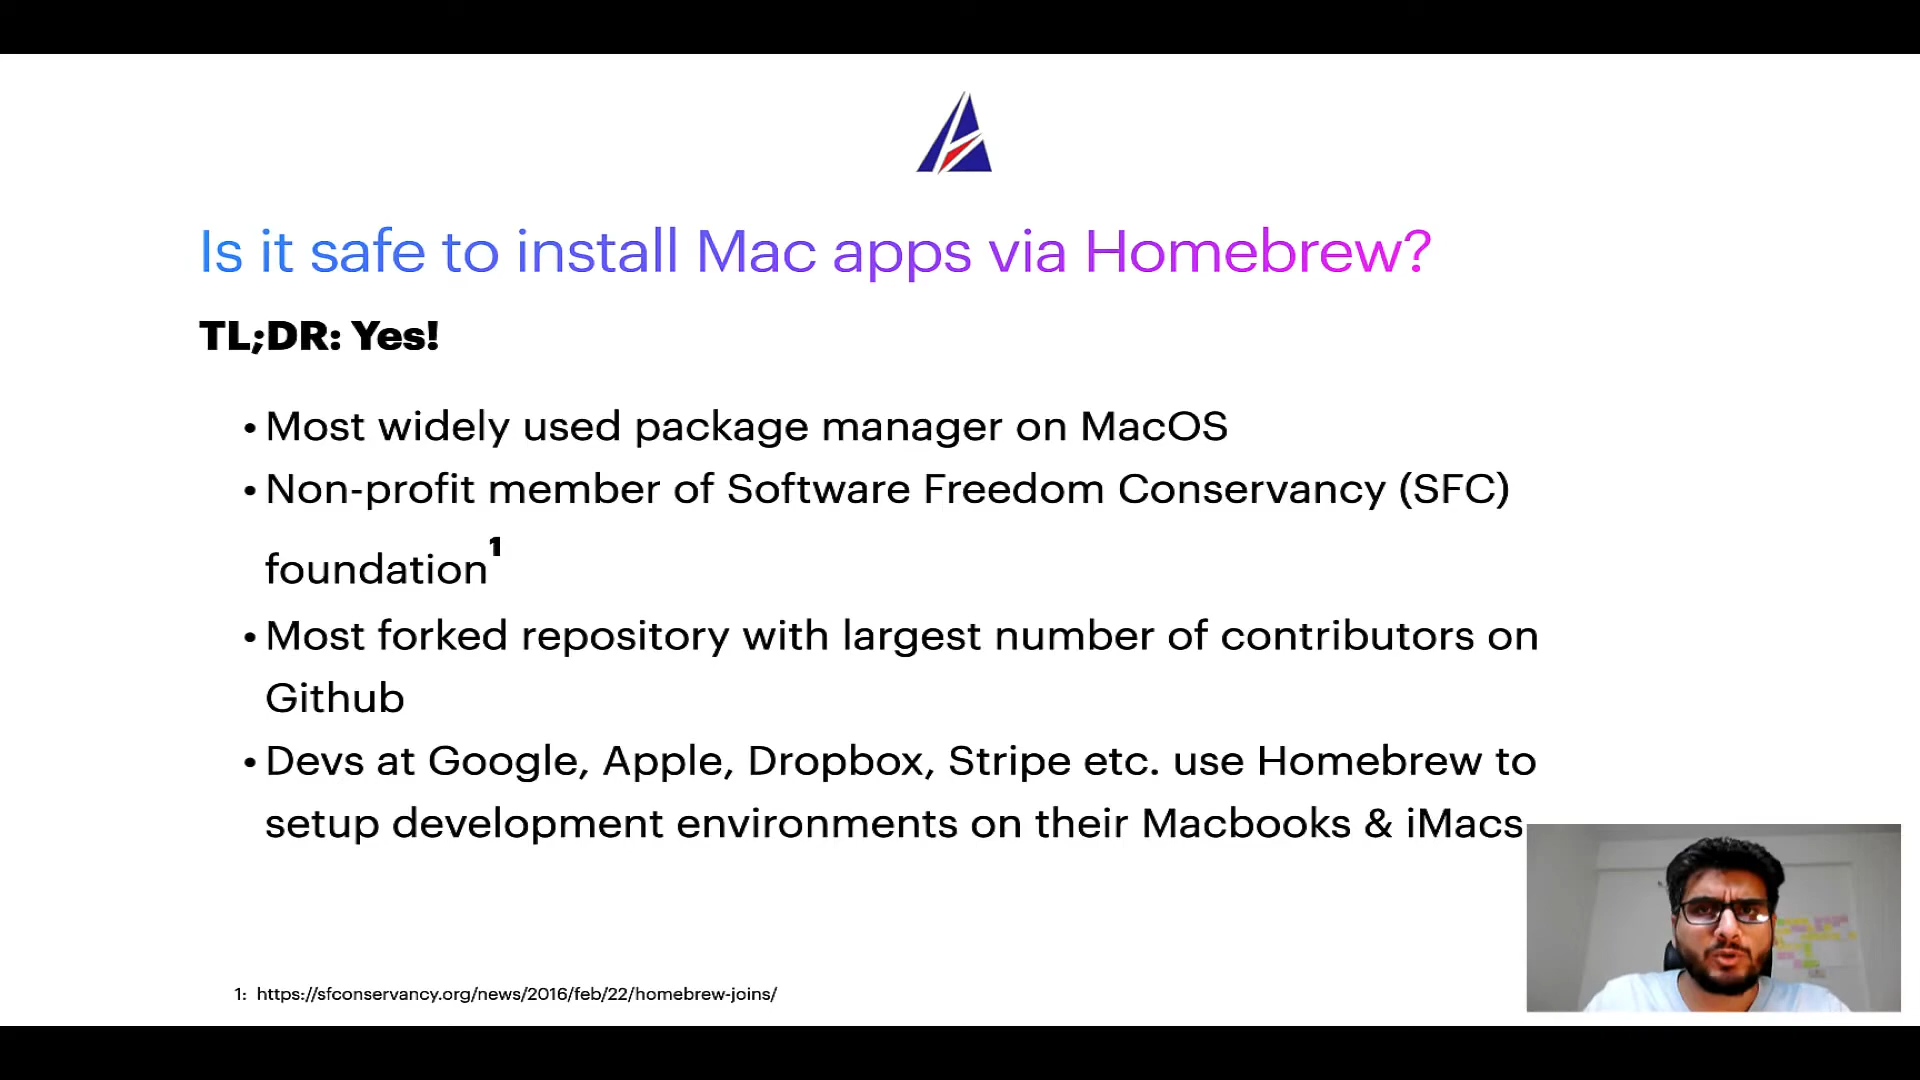 Is it safe to install Mac apps via Homebrew?
TL;DR: Yes!
• Most widely used package manager on MacOS
• Non-profit member of Software Freedom Conservancy (SFC)
foundation¹
• Most forked repository with largest number of contributors on
Github
• Devs at Google, Apple, Dropbox, Stripe etc. use Homebrew to
setup development environments on their Macbooks & iMacs
1: https://sfconservancy.org/news/2016/feb/22/homebrew-joins/